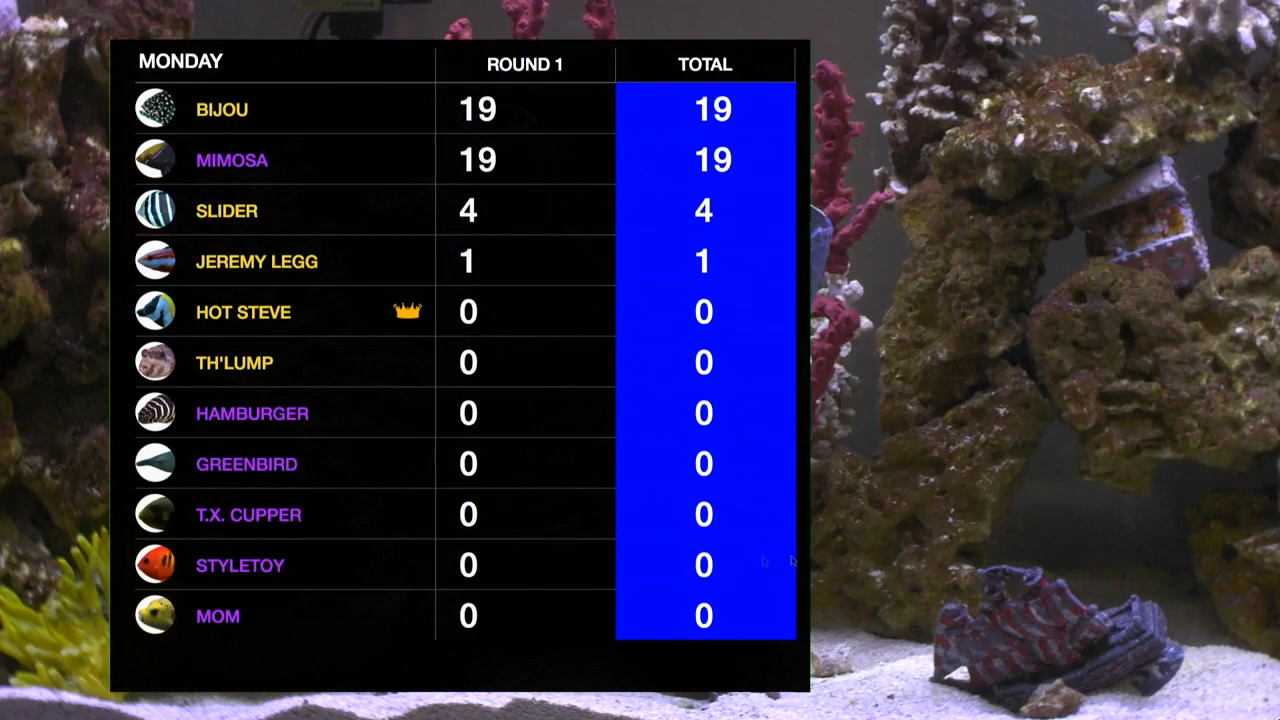 MONDAY ROUND 1 TOTAL
BIJOU 19 19
MIMOSA 19 19
SLIDER 4 4
JEREMY LEGG 1 1
HOT STEVE 0 0
TH'LUMP 0 0
HAMBURGER 0 0
GREENBIRD 0 0
T.X. CUPPER 0 0
STYLETOY 0 0
MOM 0 0